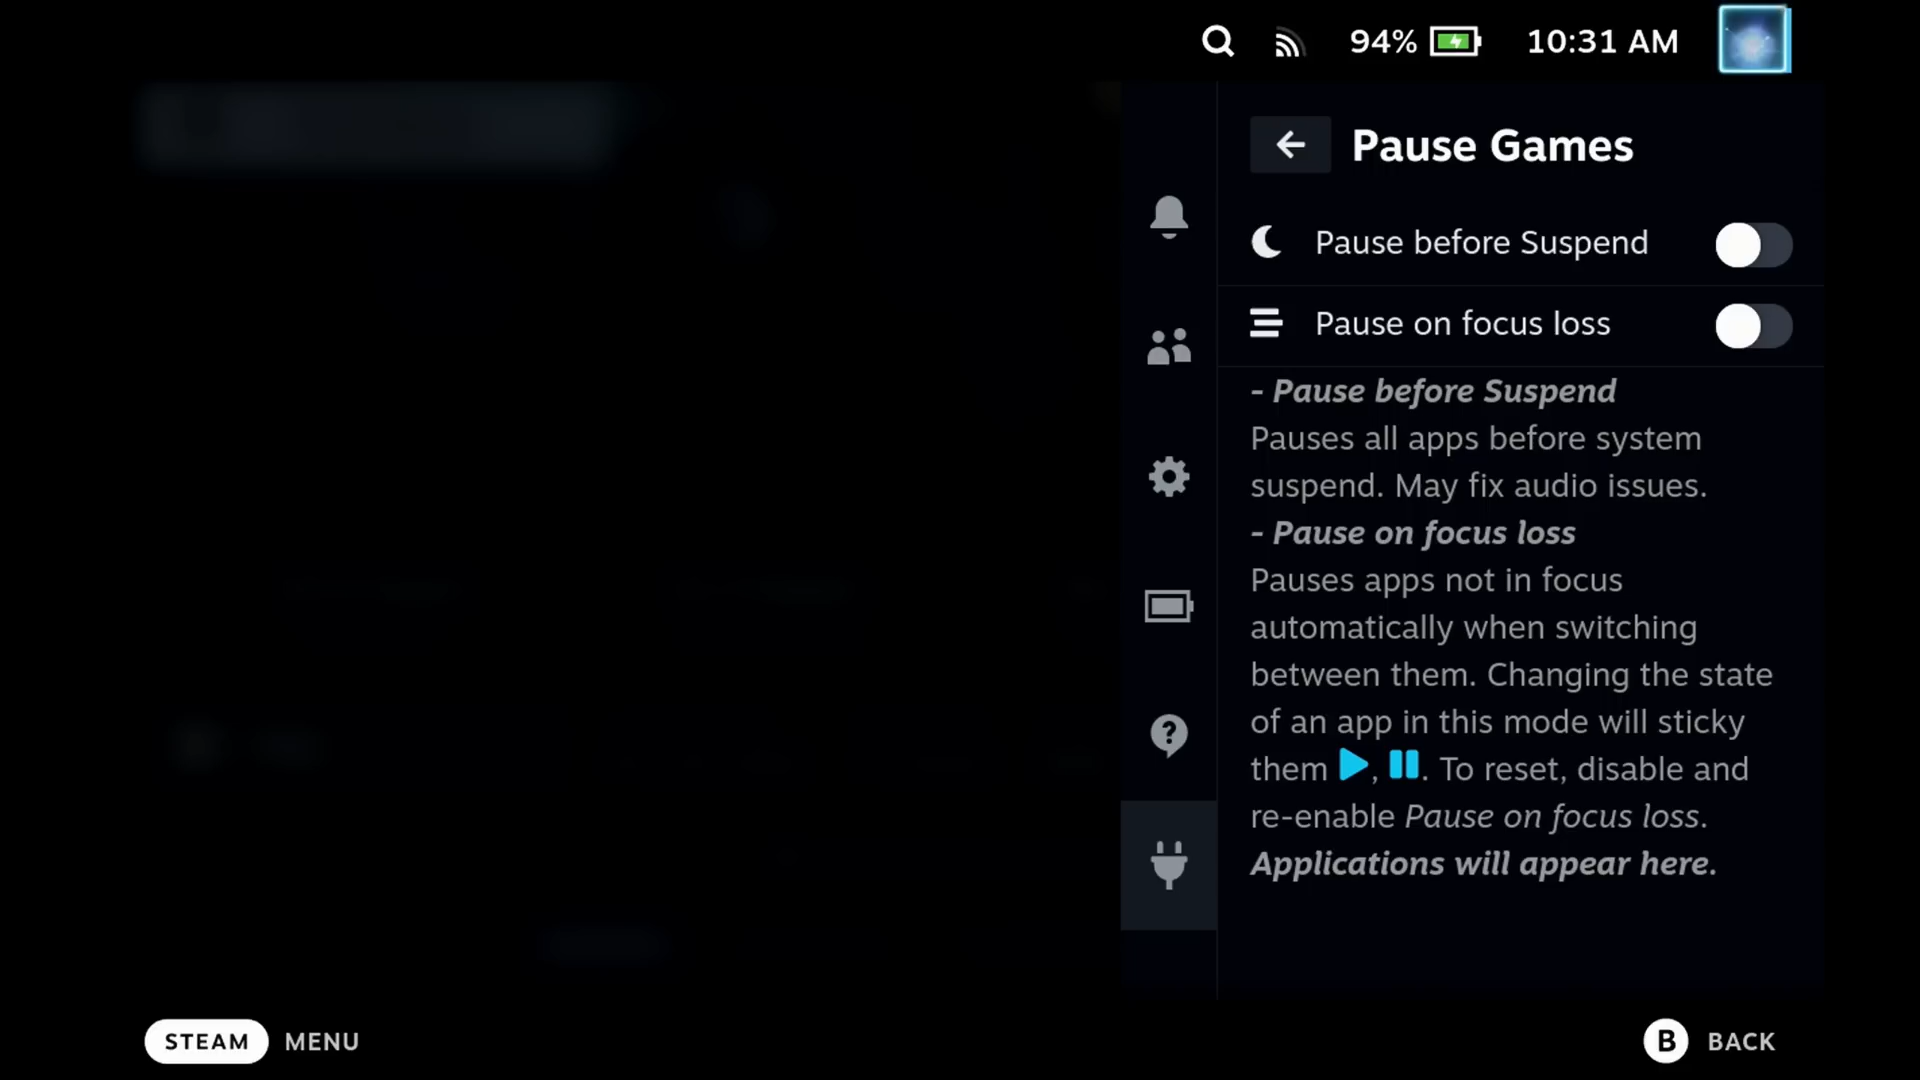 94%
10:31 AM
Pause Games
Pause before Suspend
Pause on focus loss
- Pause before Suspend
Pauses all apps before system
suspend. May fix audio issues.
- Pause on focus loss
Pauses apps not in focus
automatically when switching
between them. Changing the state
of an app in this mode will sticky
them , . To reset, disable and
re-enable Pause on focus loss.
Applications will appear here.
STEAM MENU
B BACK